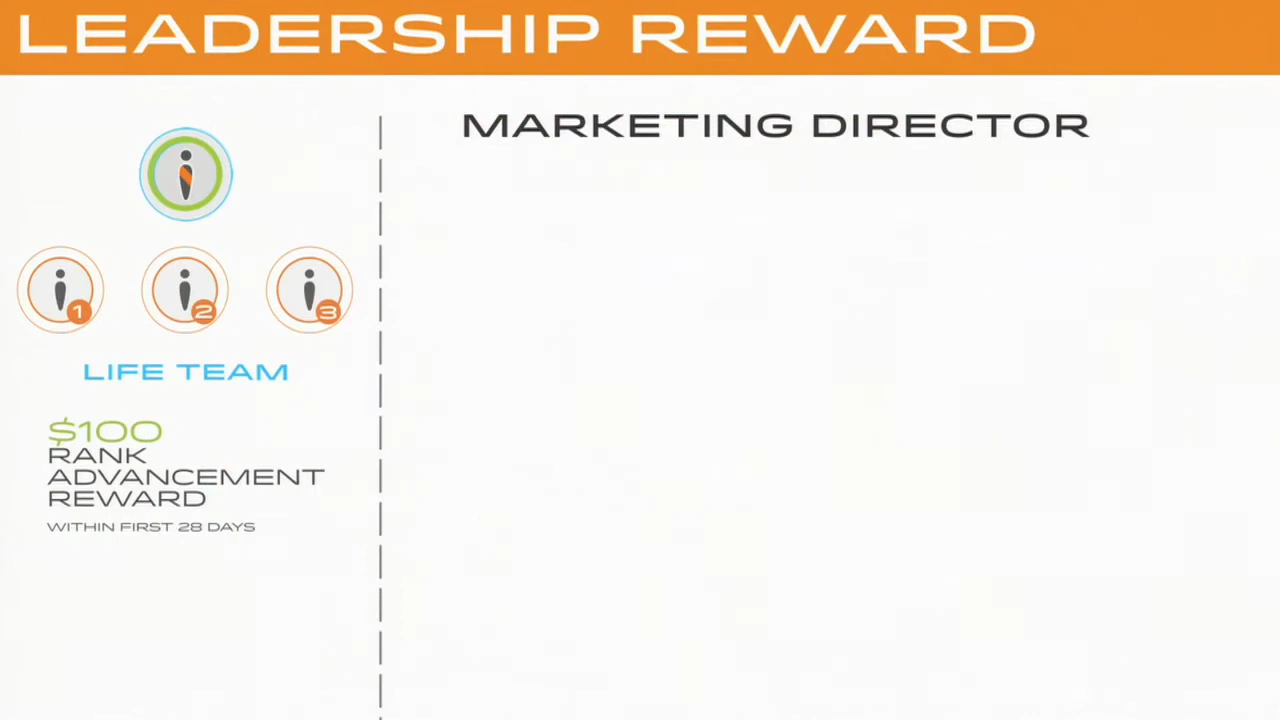 LEADERSHIP REWARD
MARKETING DIRECTOR
1
2
3
LIFE TEAM
$100
RANK
ADVANCEMENT
REWARD
WITHIN FIRST 28 DAYS